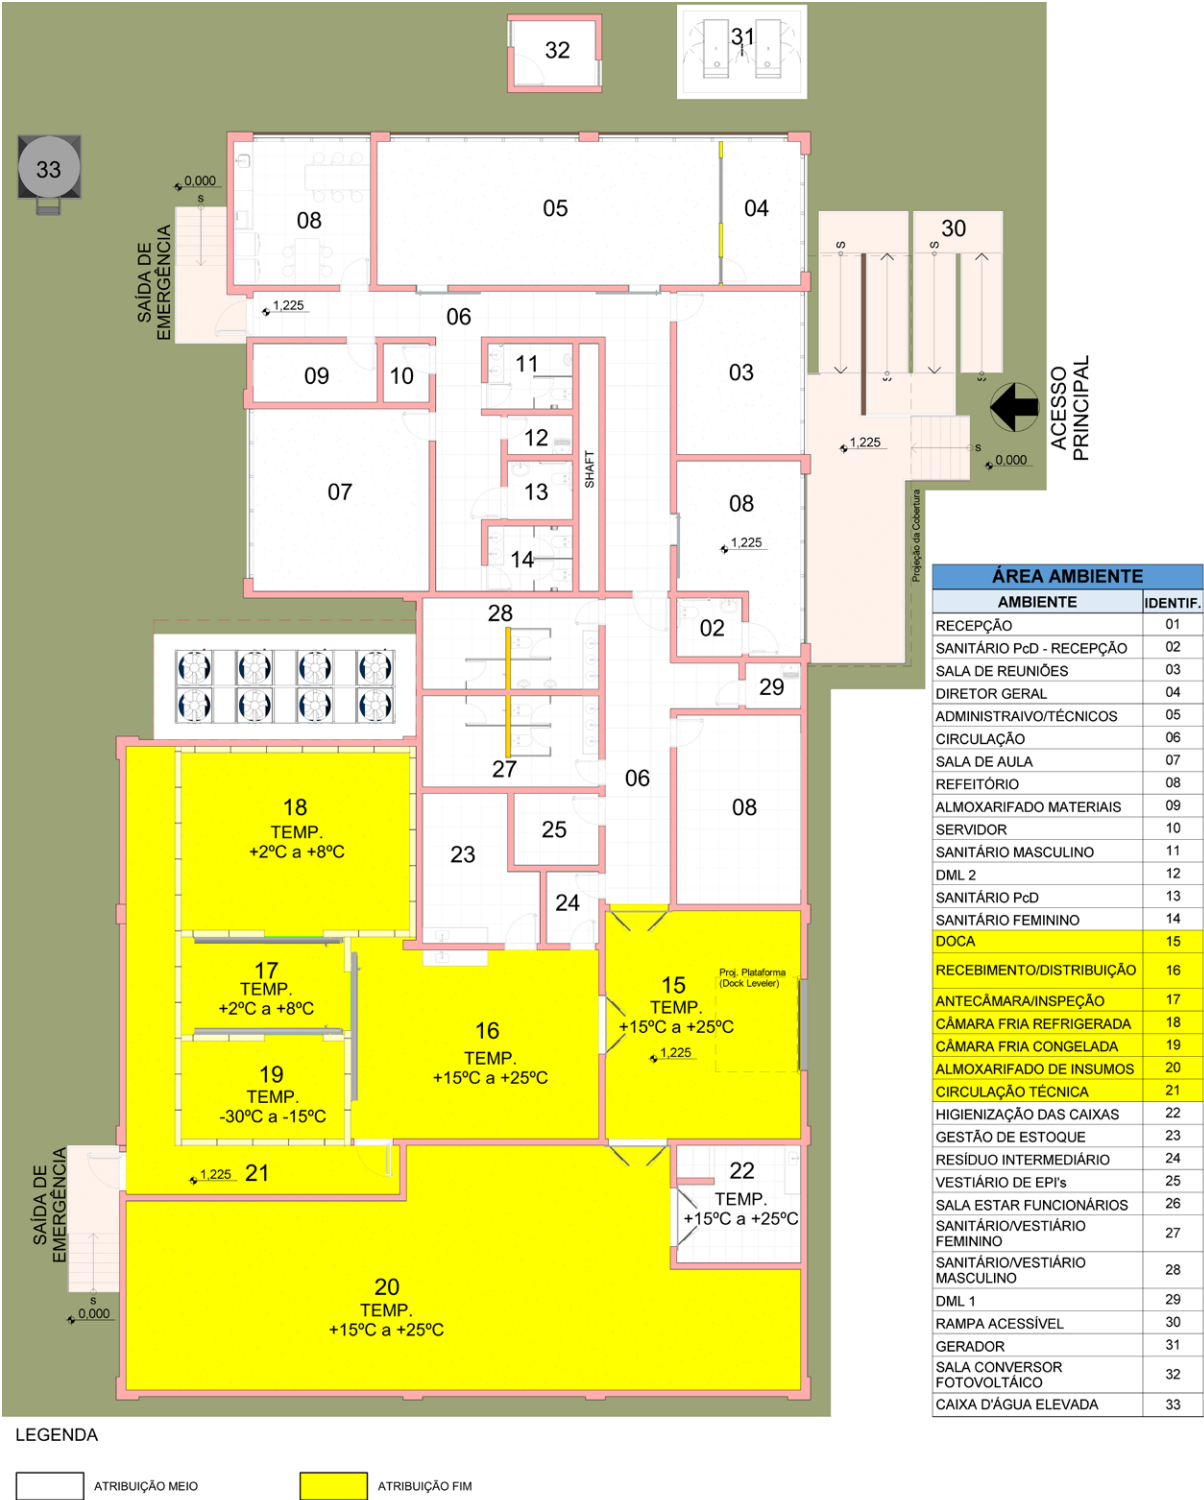 32
31
33
0,000
S
SAÍDA DE
EMERGÊNCIA
08
05
04
S
S
30
1,225
06
S
S
09
10
11
03
ACESSO
PRINCIPAL
12
1,225
S
0,000
SHAFT
07
13
08
1,225
14
Projeção da Cobertura
28
02
29
27
06
08
18
TEMP.
+2ºC a +8ºC
25
23
24
17
TEMP.
+2ºC a +8ºC
Proj. Plataforma
(Dock Leveler)
15
TEMP.
+15ºC a +25ºC
1,225
16
TEMP.
+15ºC a +25ºC
19
TEMP.
-30ºC a -15ºC
SAÍDA DE
EMERGÊNCIA
1,225
21
22
TEMP.
+15ºC a +25ºC
20
TEMP.
+15ºC a +25ºC
S
0,000
ÁREA AMBIENTE
AMBIENTE IDENTIF.
RECEPÇÃO 01
SANITÁRIO PcD - RECEPÇÃO 02
SALA DE REUNIÕES 03
DIRETOR GERAL 04
ADMINISTRAIVO/TÉCNICOS 05
CIRCULAÇÃO 06
SALA DE AULA 07
REFEITÓRIO 08
ALMOXARIFADO MATERIAIS 09
SERVIDOR 10
SANITÁRIO MASCULINO 11
DML 2 12
SANITÁRIO PcD 13
SANITÁRIO FEMININO 14
DOCA 15
RECEBIMENTO/DISTRIBUIÇÃO 16
ANTECÂMARA/INSPEÇÃO 17
CÂMARA FRIA REFRIGERADA 18
CÂMARA FRIA CONGELADA 19
ALMOXARIFADO DE INSUMOS 20
CIRCULAÇÃO TÉCNICA 21
HIGIENIZAÇÃO DAS CAIXAS 22
GESTÃO DE ESTOQUE 23
RESÍDUO INTERMEDIÁRIO 24
VESTIÁRIO DE EPI's 25
SALA ESTAR FUNCIONÁRIOS 26
SANITÁRIO/VESTIÁRIO
FEMININO 27
SANITÁRIO/VESTIÁRIO
MASCULINO 28
DML 1 29
RAMPA ACESSÍVEL 30
GERADOR 31
SALA CONVERSOR
FOTOVOLTÁICO 32
CAIXA D'ÁGUA ELEVADA 33
LEGENDA
ATRIBUIÇÃO MEIO
ATRIBUIÇÃO FIM